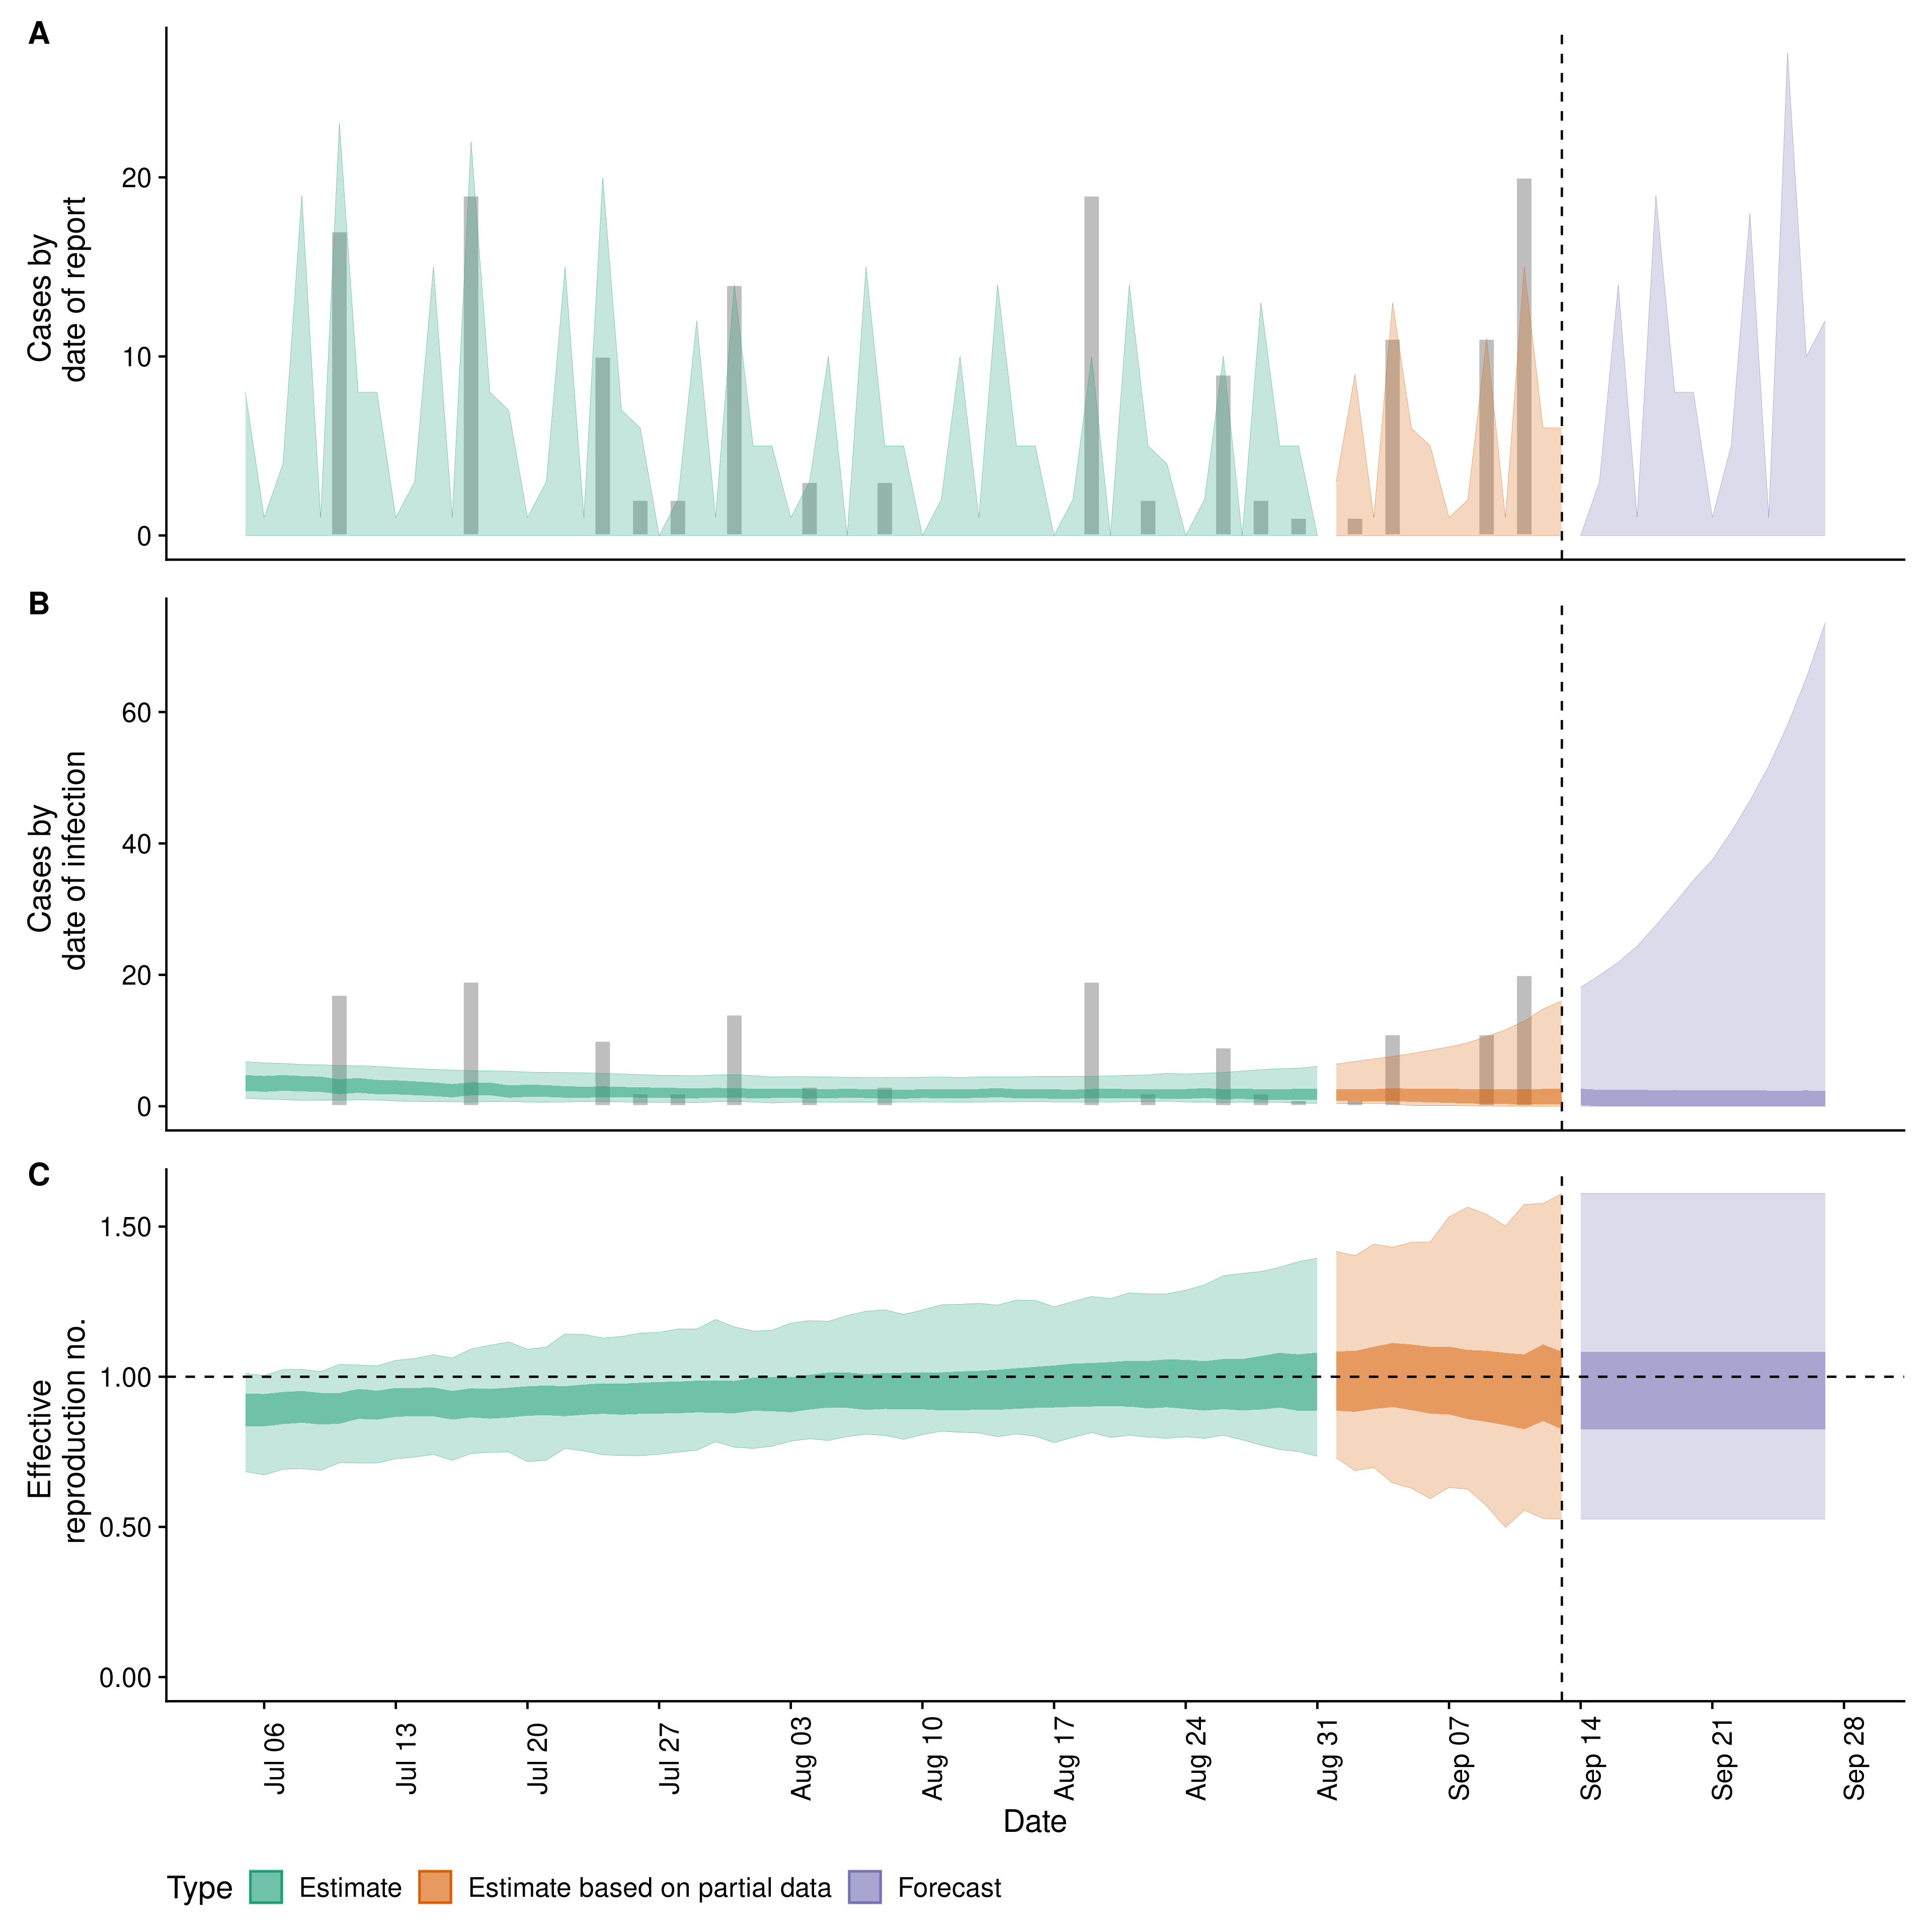 A
Cases by
date of report
20
10
0
B
Cases by
date of infection
60
40
20
0
C
Effective
reproduction no.
1.50
1.00
0.50
0.00
Jul 06
Jul 13
Jul 20
Jul 27
Aug 03
Aug 10
Aug 17
Aug 24
Aug 31
Sep 07
Sep 14
Sep 21
Sep 28
Date
Type Estimate Estimate based on partial data Forecast